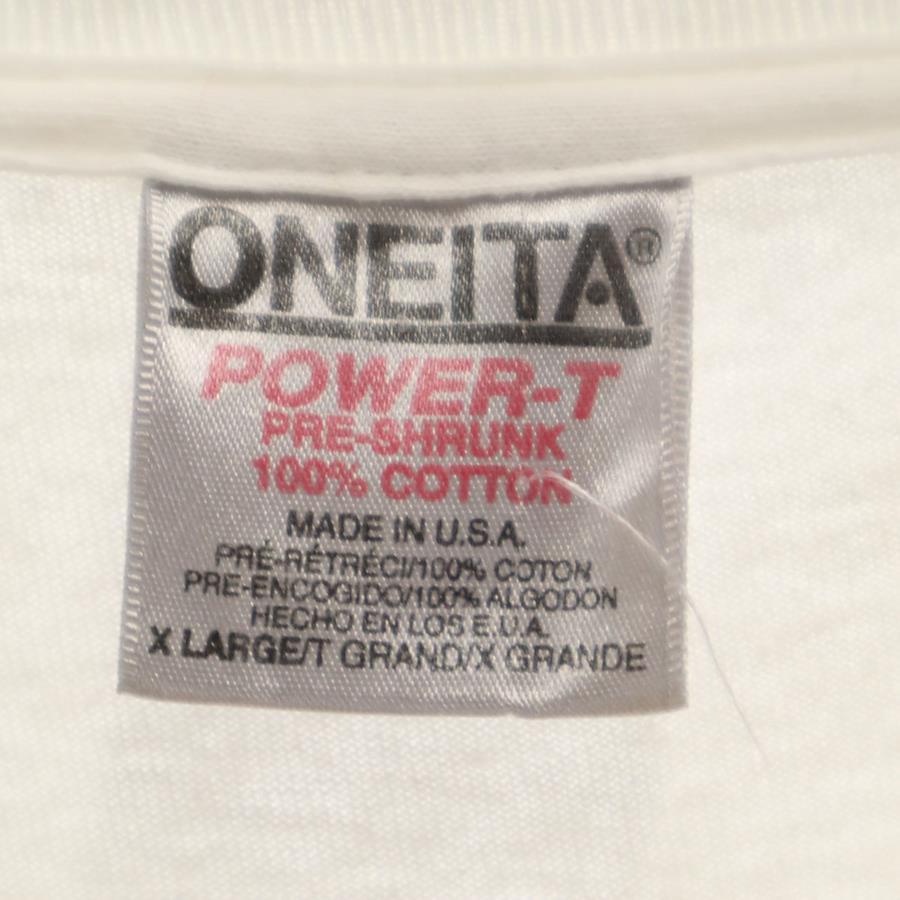 ONEITA®
POWER-T
PRE-SHRUNK
100% COTTON
MADE IN U.S.A.
PRÉ-RÉTRÉCI/100% COTON
PRE-ENCOGIDO/100% ALGODON
HECHO EN LOS E.U.A.
X LARGE/T GRAND/X GRANDE